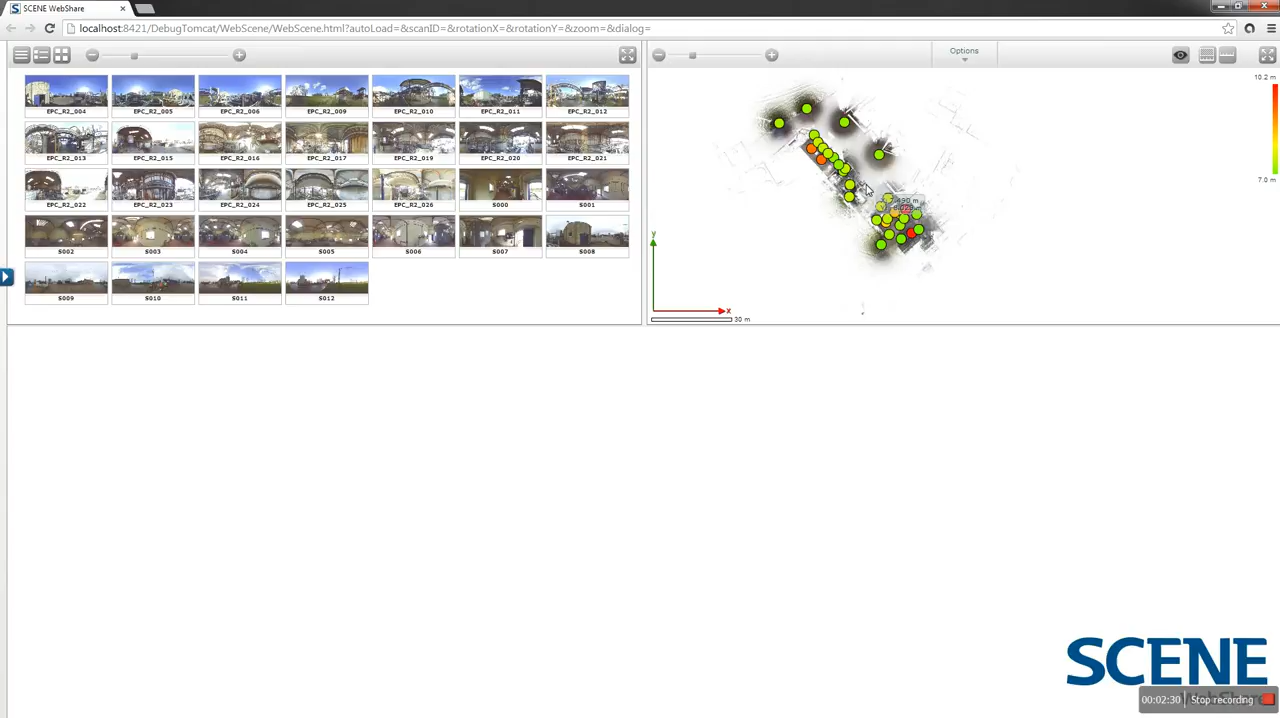 SCENE WebShare
localhost:8421/DebugTomcat/WebScene/WebScene.html?autoLoad=&scanID=&rotationX=&rotationY=&zoom=&dialog=
Options
EPC_R2_004 EPC_R2_005 EPC_R2_006 EPC_R2_009 EPC_R2_010 EPC_R2_011 EPC_R2_012
EPC_R2_013 EPC_R2_015 EPC_R2_016 EPC_R2_017 EPC_R2_019 EPC_R2_020 EPC_R2_021
EPC_R2_022 EPC_R2_023 EPC_R2_024 EPC_R2_025 EPC_R2_026 S000 S001
S002 S003 S004 S005 S006 S007 S008
S009 S010 S011 S012
10.2 m
7.0 m
y
x
30 m
SCENE
00:02:30 Stop recording